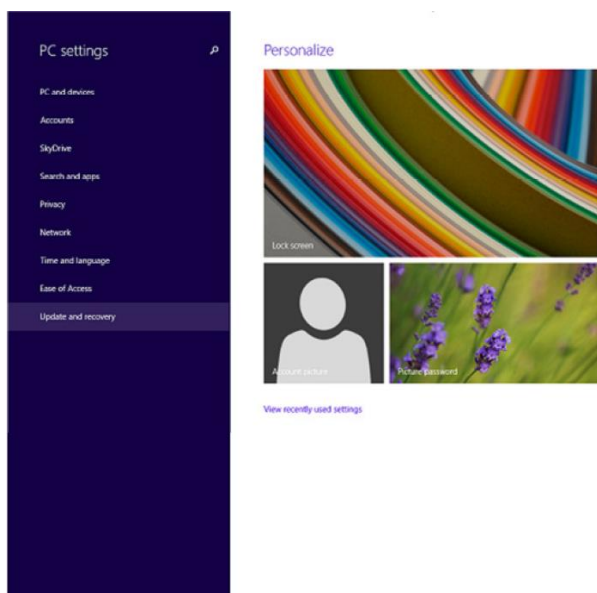 PC settings
PC and devices
Accounts
SkyDrive
Search and apps
Privacy
Network
Time and language
Ease of Access
Update and recovery
Personalize
Lock screen
Account picture
Picture password
View recently used settings